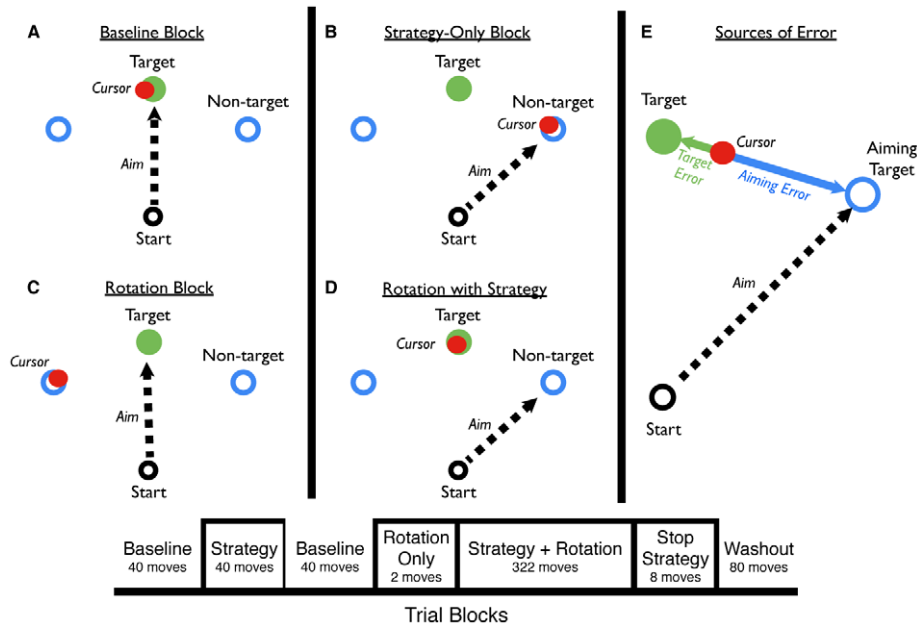 A
Baseline Block
Target
Cursor
Non-target
Aim
Start
B
Strategy-Only Block
Target
Non-target
Cursor
Aim
Start
C
Rotation Block
Target
Cursor
Non-target
Aim
Start
D
Rotation with Strategy
Target
Cursor
Non-target
Aim
Start
E
Sources of Error
Target
Cursor
Aiming
Target
Target
Error
Aiming Error
Aim
Start
Baseline
40 moves
Strategy
40 moves
Baseline
40 moves
Rotation
Only
2 moves
Strategy + Rotation
322 moves
Stop
Strategy
8 moves
Washout
80 moves
Trial Blocks